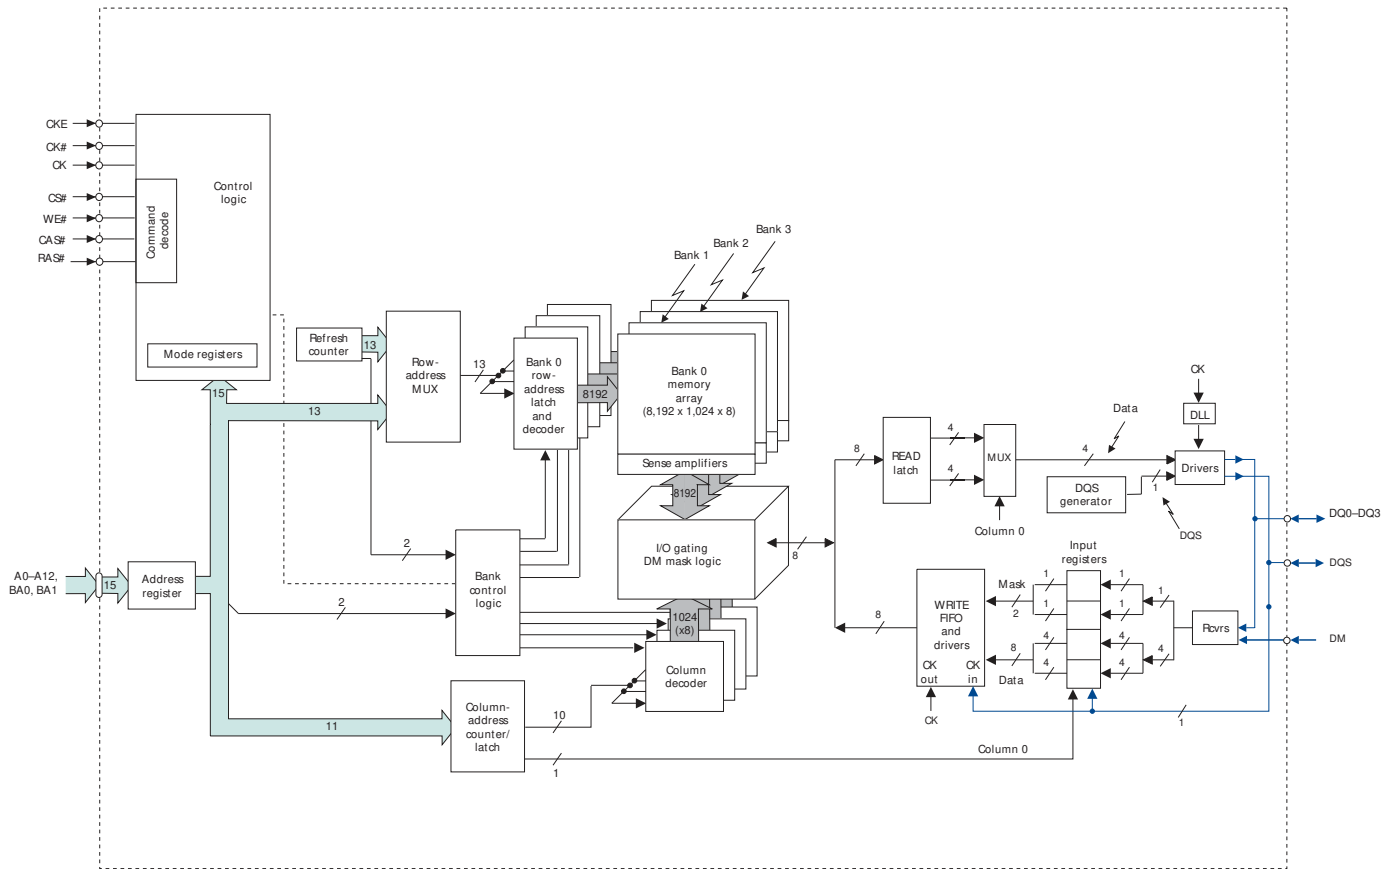 CKE
CK#
CK
CS#
WE#
CAS#
RAS#
Command
decode
Control
logic
Mode registers
15
Refresh
counter
13
Row-
address
MUX
13
13
Bank 0
row-
address
latch
and
decoder
8192
Bank 1
Bank 2
Bank 3
Bank 0
memory
array
(8,192 x 1,024 x 8)
Sense amplifiers
8192
I/O gating
DM mask logic
8
2
2
Bank
control
logic
A0–A12,
BA0, BA1
15
Address
register
1024
(x8)
Column
decoder
11
Column-
address
counter/
latch
10
1
Column 0
8
READ
latch
4
4
MUX
Column 0
4
Data
DQS
generator
1
DQS
CK
DLL
Drivers
DQ0–DQ3
DQS
DM
Input
registers
8
WRITE
FIFO
and
drivers
CK
out
CK
in
CK
Mask
2
8
Data
1
1
4
4
1
1
4
4
1
4
Rcvrs
1